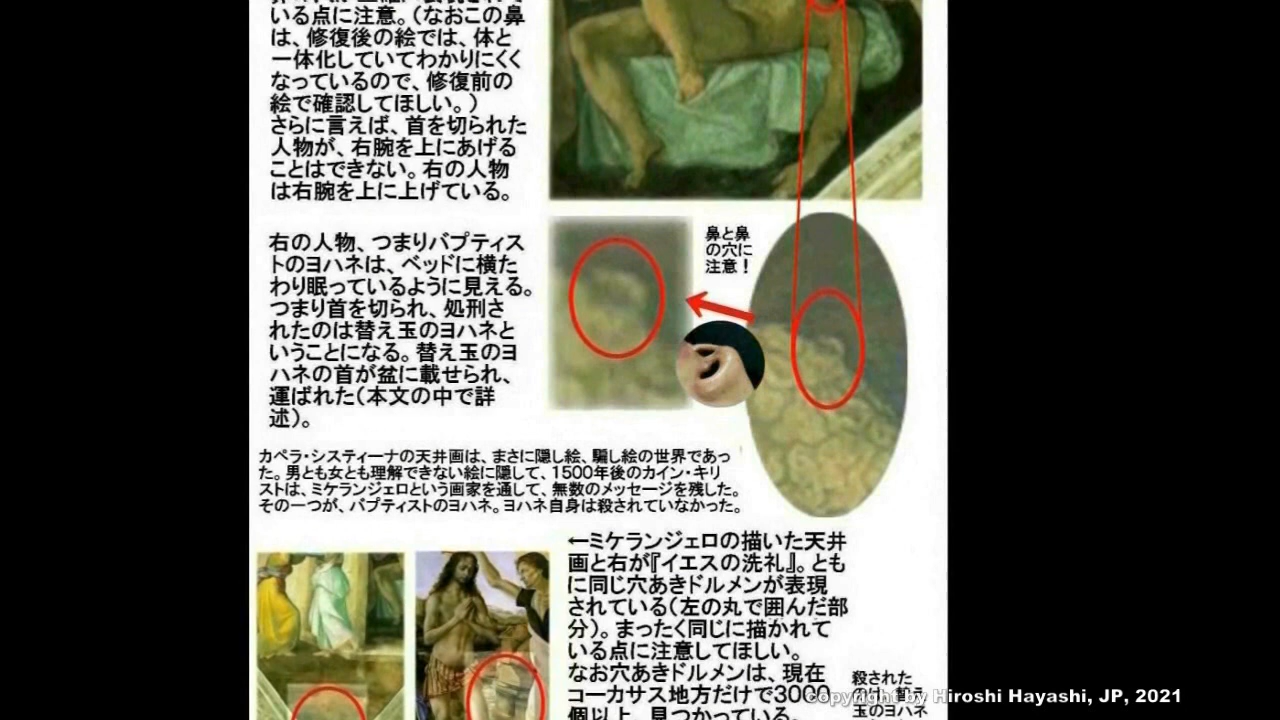 いる点に注意。（なおこの鼻
は、修復後の絵では、体と
一体化していてわかりにくく
なっているので、修復前の
絵で確認してほしい。）
さらに言えば、首を切られた
人物が、右腕を上にあげる
ことはできない。右の人物
は右腕を上に上げている。
鼻と鼻
の穴に
注意！
右の人物、つまりバプティス
トのヨハネは、ベッドに横た
わり眠っているように見える。
つまり首を切られ、処刑さ
れたのは替え玉のヨハネと
いうことになる。替え玉のヨ
ハネの首が盆に載せられ、
運ばれた（本文の中で詳
述）。
カペラ・システィーナの天井画は、まさに隠し絵、騙し絵の世界であっ
た。男とも女とも理解できない絵に隠して、1500年後のカイン・キリ
ストは、ミケランジェロという画家を通して、無数のメッセージを残した。
その一つが、バプティストのヨハネ。ヨハネ自身は殺されていなかった。
←ミケランジェロの描いた天井
画と右が『イエスの洗礼』。とも
に同じ穴あきドルメンが表現
されている（左の丸で囲んだ部
分）。まったく同じに描かれて
いる点に注意してほしい。
なお穴あきドルメンは、現在
コーカサス地方だけで3000
個以上、見つかっている。
殺された
のは、替え
玉のヨハネ
copyright by Hiroshi Hayashi, JP, 2021